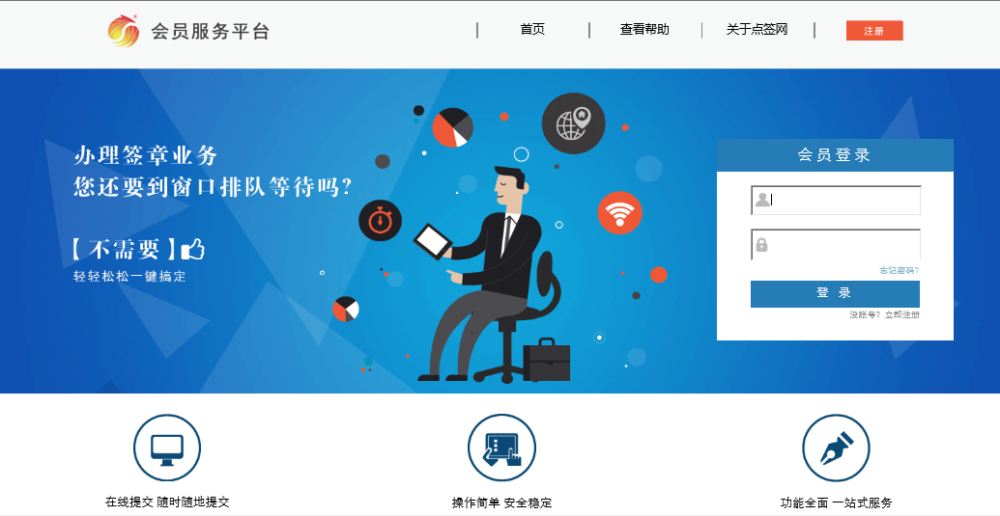 会员服务平台
首页
查看帮助
关于点签网
注册
办理签章业务
您还要到窗口排队等待吗?
【不需要】
轻轻松松一键搞定
会员登录
忘记密码?
登 录
没账号? 立即注册
在线提交 随时随地提交
操作简单 安全稳定
功能全面 一站式服务